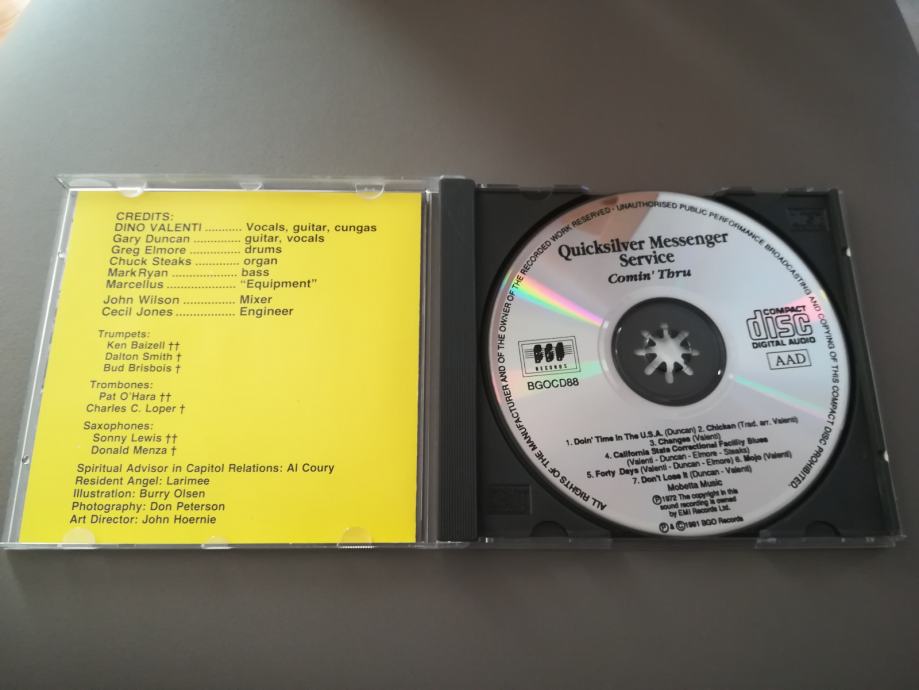 CREDITS:
DINO VALENTI ........... Vocals, guitar, cungas
Gary Duncan .............. guitar, vocals
Greg Elmore ............... drums
Chuck Steaks .............. organ
Mark Ryan ................... bass
Marcellus ................... "Equipment"
John Wilson ................ Mixer
Cecil Jones .................. Engineer
Trumpets:
Ken Baizell ††
Dalton Smith †
Bud Brisbois †
Trombones:
Pat O'Hara ††
Charles C. Loper †
Saxophones:
Sonny Lewis ††
Donald Menza †
Spiritual Advisor in Capitol Relations: Al Coury
Resident Angel: Larimee
Illustration: Burry Olsen
Photography: Don Peterson
Art Director: John Hoernie
ALL RIGHTS OF THE MANUFACTURER AND OF THE OWNER OF THE RECORDED WORK RESERVED · UNAUTHORISED PUBLIC PERFORMANCE BROADCASTING AND COPYING OF THIS COMPACT DISC PROHIBITED.
Quicksilver Messenger
Service
Comin' Thru
BGO
RECORDS
BGOCD88
COMPACT
disc
DIGITAL AUDIO
AAD
1. Doin' Time In The U.S.A. (Duncan) 2. Chicken (Trad. arr. Valenti)
3. Changes (Valenti)
4. California State Correctional Facility Blues
(Valenti - Duncan - Elmore - Steaks)
5. Forty Days (Valenti - Duncan - Elmore) 6. Mojo (Valenti)
7. Don't Lose It (Duncan - Valenti)
Mobetta Music
℗ 1972 The copyright in this
sound recording is owned
by EMI Records Ltd.
℗ & © 1991 BGO Records